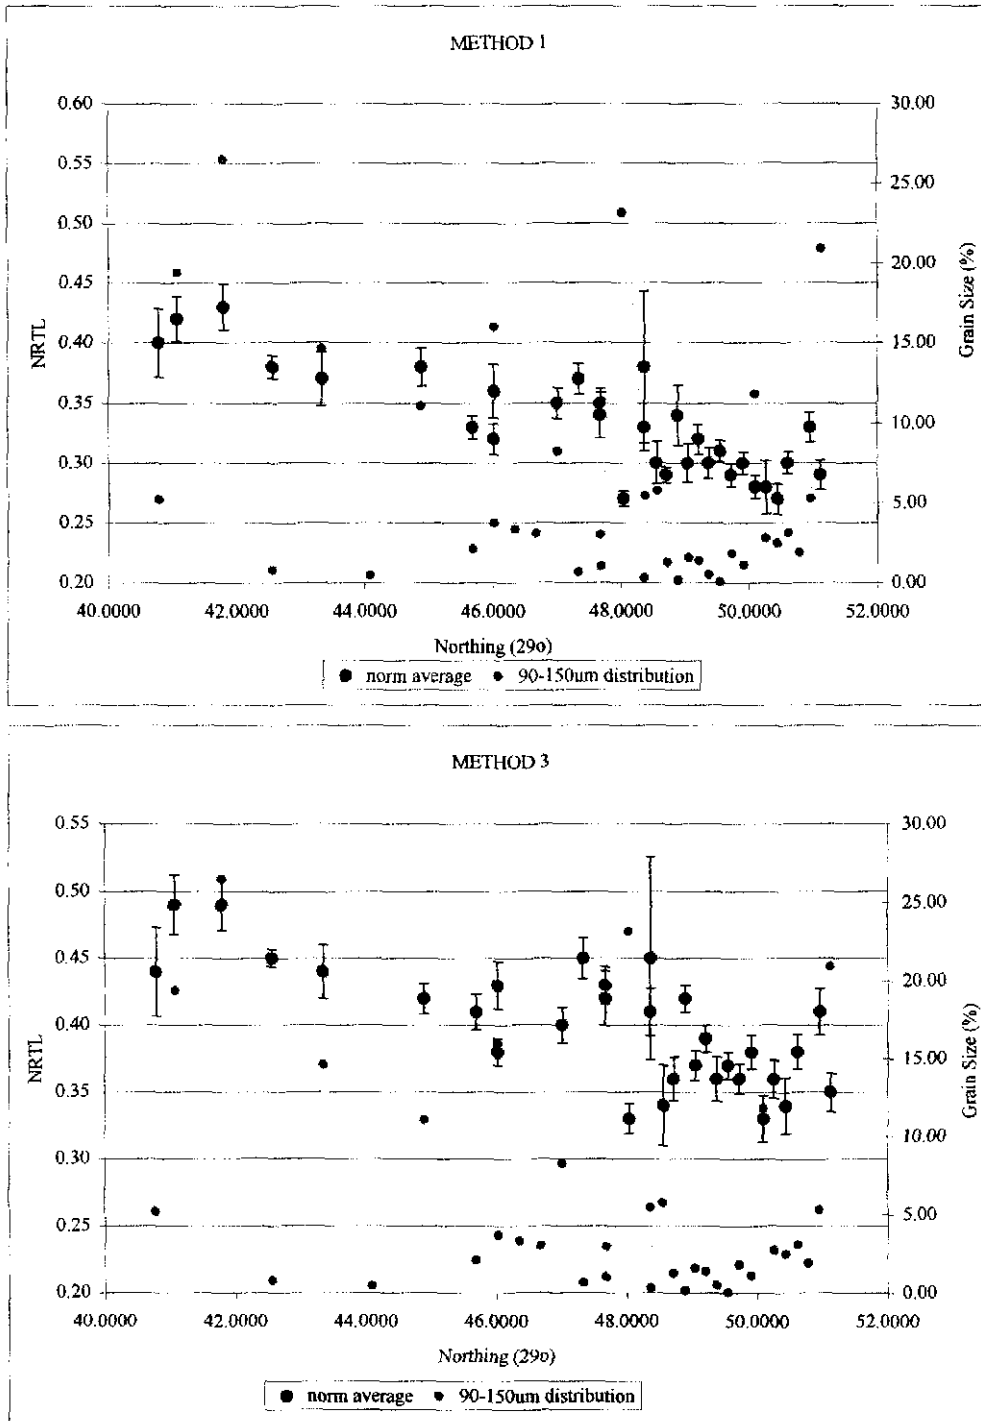 METHOD 1
0.60
0.55
0.50
0.45
0.40
0.35
0.30
0.25
0.20
NRTL
30.00
25.00
20.00
15.00
10.00
5.00
0.00
Grain Size (%)
40.0000 42.0000 44.0000 46.0000 48.0000 50.0000 52.0000
Northing (29o)
norm average 90-150um distribution
METHOD 3
0.55
0.50
0.45
0.40
0.35
0.30
0.25
0.20
NRTL
30.00
25.00
20.00
15.00
10.00
5.00
0.00
Grain Size (%)
40.0000 42.0000 44.0000 46.0000 48.0000 50.0000 52.0000
Northing (29o)
norm average 90-150um distribution